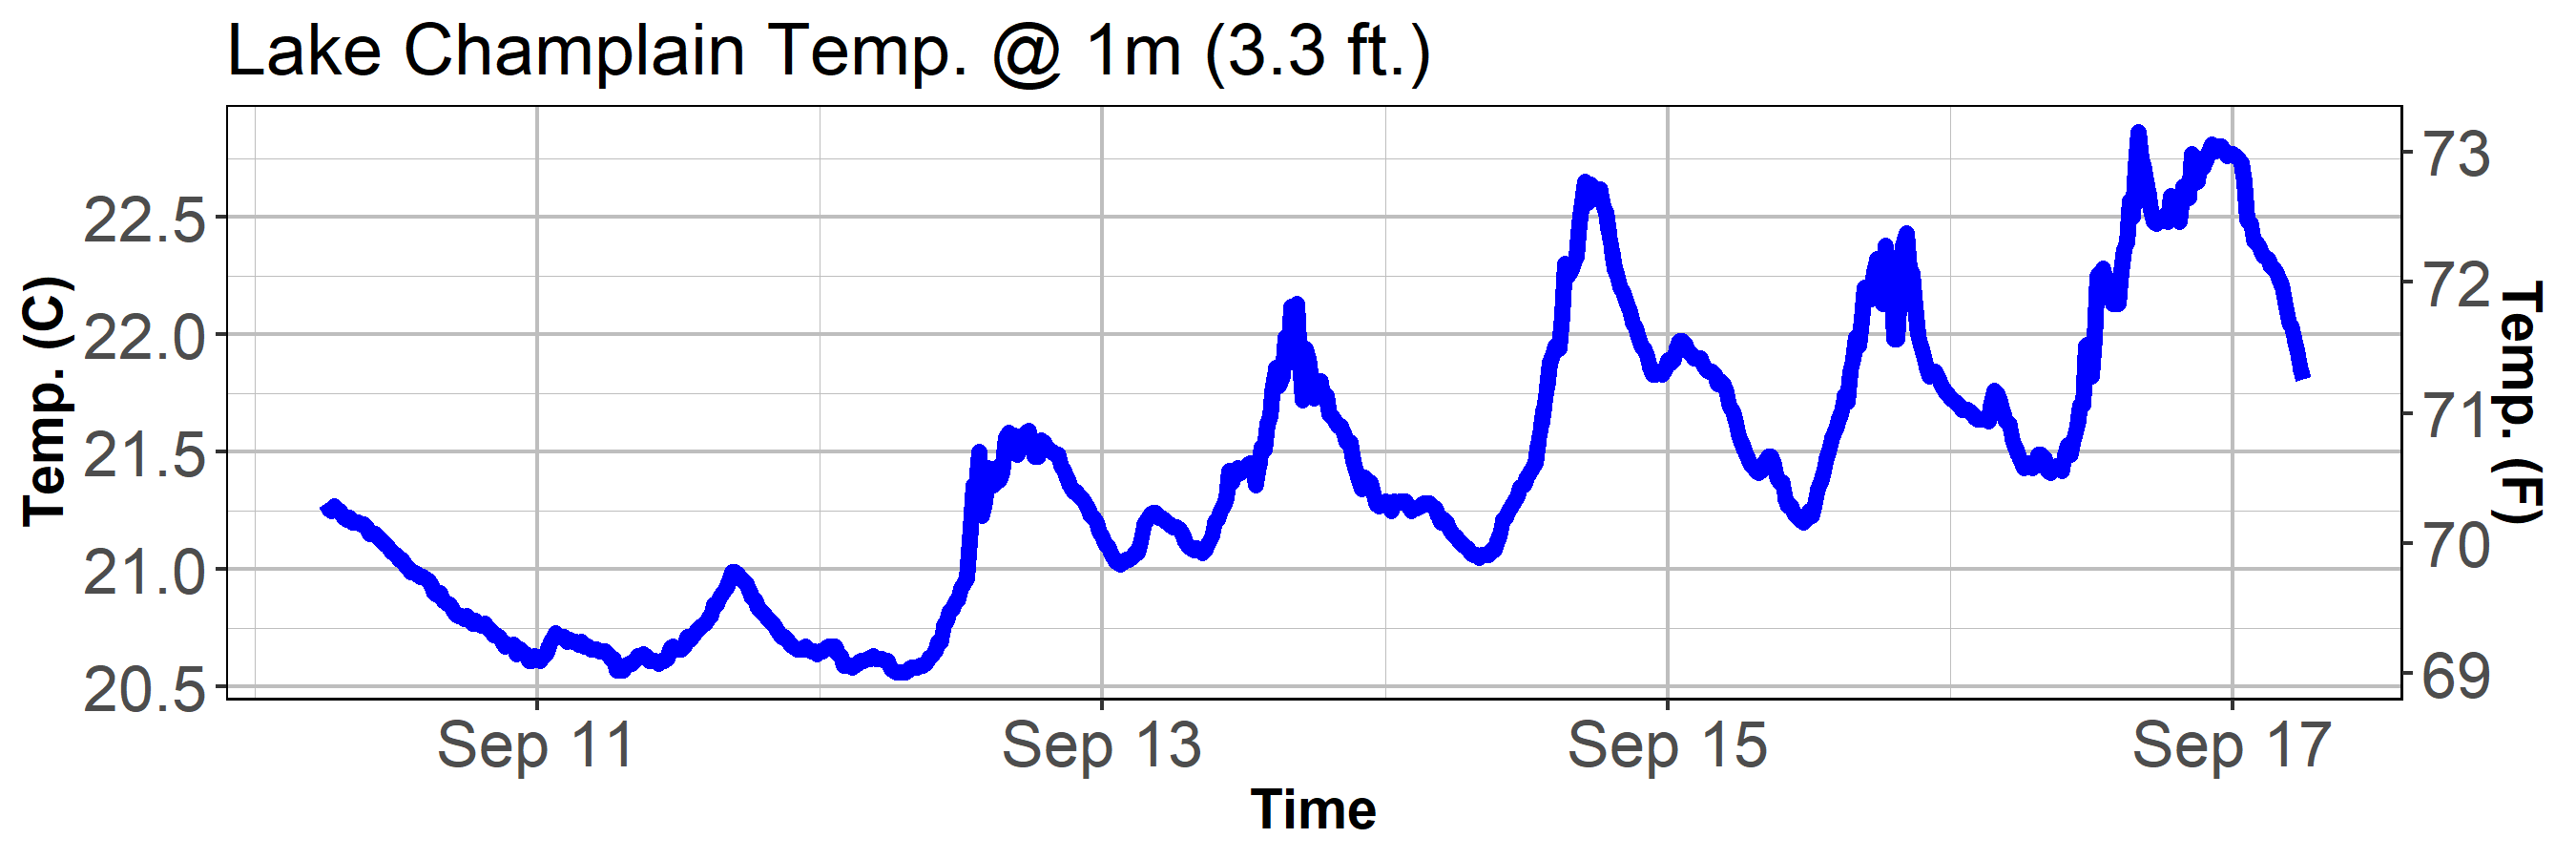 Lake Champlain Temp. @ 1m (3.3 ft.)
Temp. (C)
22.5
22.0
21.5
21.0
20.5
73
72
71
70
69
Temp. (F)
Sep 11
Sep 13
Sep 15
Sep 17
Time